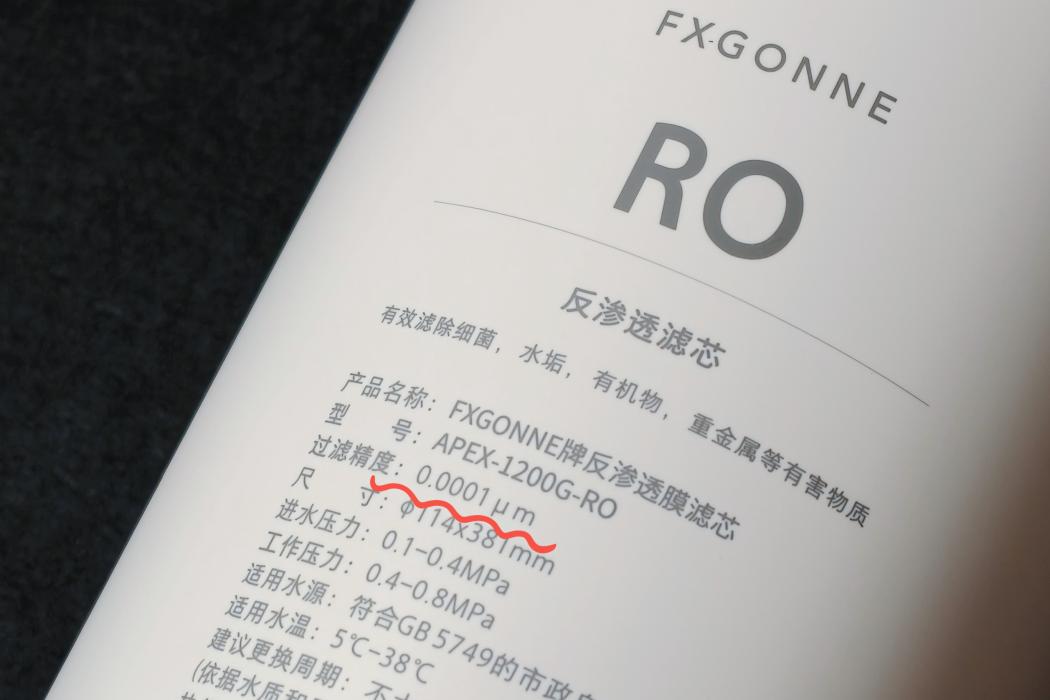 FXGONNE
RO
反渗透滤芯
有效滤除细菌，水垢，有机物，重金属等有害物质
产品名称：FXGONNE牌反渗透膜滤芯
型 号：APEX-1200G-RO
过滤精度：0.0001μm
尺 寸：φ114x381mm
进水压力：0.1-0.4MPa
工作压力：0.4-0.8MPa
适用水源：符合GB 5749的市政
适用水温：5℃-38℃
建议更换周期：不
(依据水质和